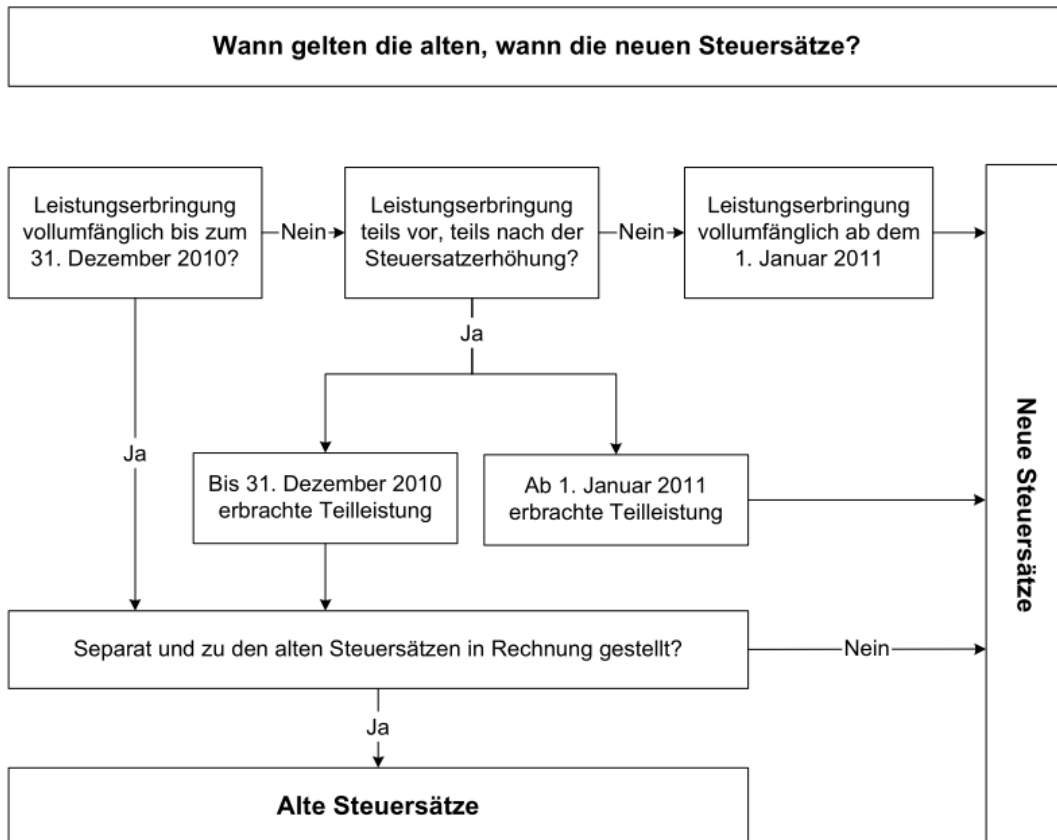 Wann gelten die alten, wann die neuen Steuersätze?
Leistungserbringung
vollumfänglich bis zum
31. Dezember 2010?
Nein
Leistungserbringung
teils vor, teils nach der
Steuersatzerhöhung?
Nein
Leistungserbringung
vollumfänglich ab dem
1. Januar 2011
Ja
Ja
Bis 31. Dezember 2010
erbrachte Teilleistung
Ab 1. Januar 2011
erbrachte Teilleistung
Neue Steuersätze
Separat und zu den alten Steuersätzen in Rechnung gestellt?
Nein
Ja
Alte Steuersätze